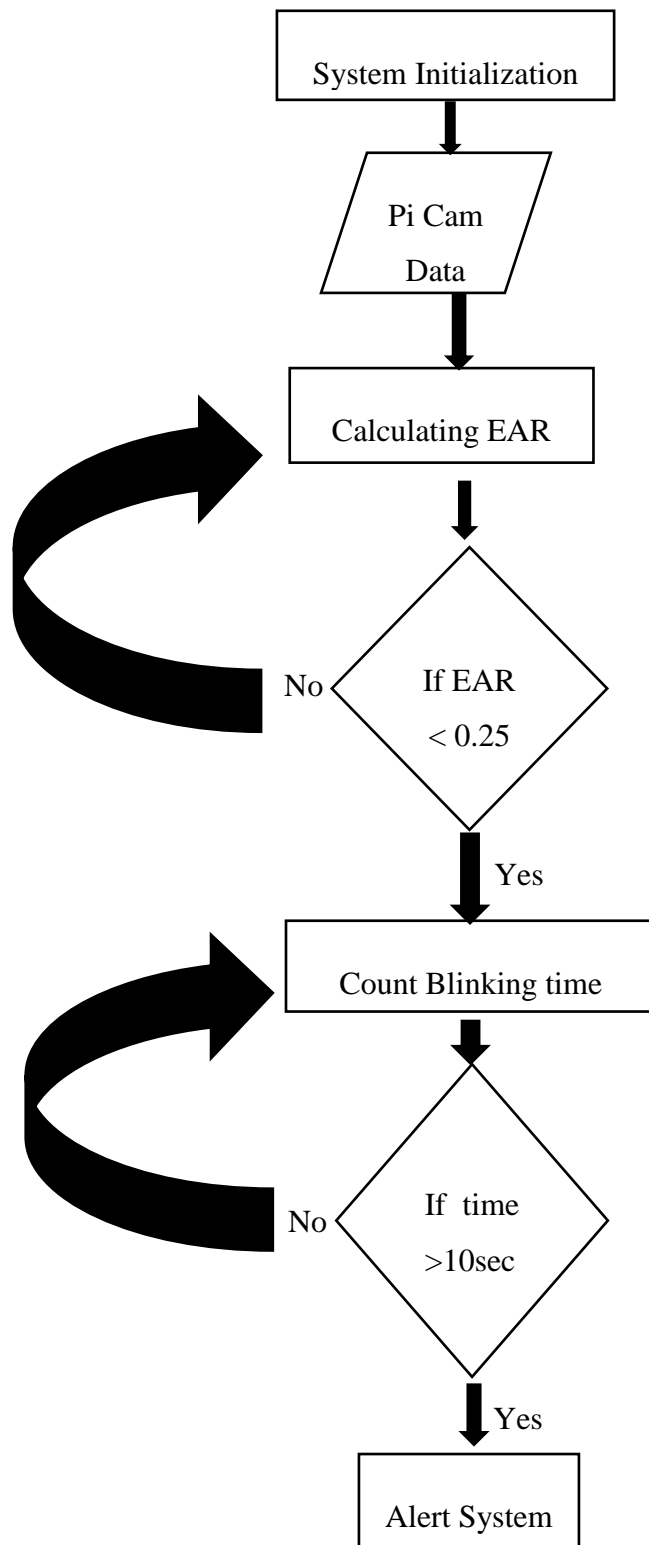 System Initialization
Pi Cam
Data
Calculating EAR
No
If EAR
< 0.25
Yes
Count Blinking time
No
If time
>10sec
Yes
Alert System